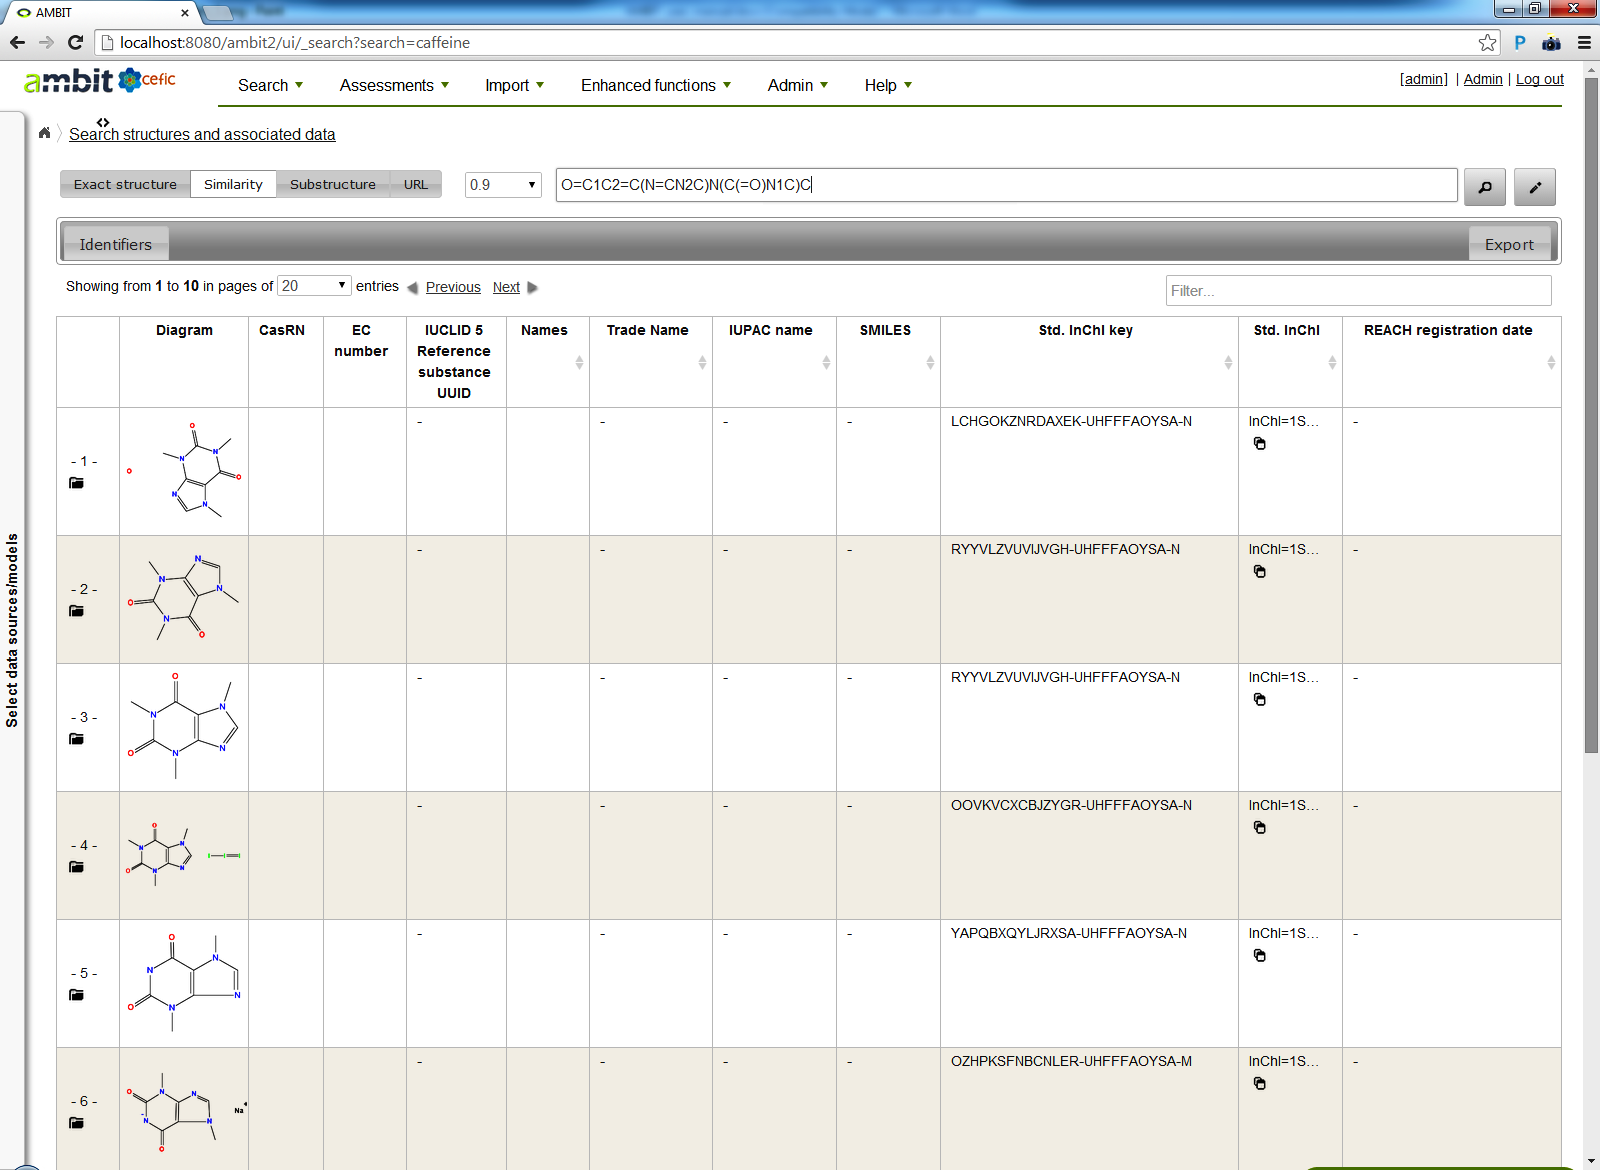 AMBIT
localhost:8080/ambit2/ui/_search?search=caffeine
P
ambit cefic
Search Assessments Import Enhanced functions Admin Help
[admin] | Admin | Log out
Search structures and associated data
Exact structure Similarity Substructure URL 0.9 O=C1C2=C(N=CN2C)N(C(=O)N1C)C
Identifiers Export
Showing from 1 to 10 in pages of 20 entries Previous Next Filter...
Select data sources/models
Diagram CasRN EC number IUCLID 5 Reference substance UUID Names Trade Name IUPAC name SMILES Std. InChI key Std. InChI REACH registration date
- 1 - - - - - LCHGOKZNRDAXEK-UHFFFAOYSA-N InChI=1S... -
O O N N O N N
- 2 - - - - - RYYVLZVUVIJVGH-UHFFFAOYSA-N InChI=1S... -
N N N O N O
- 3 - - - - - RYYVLZVUVIJVGH-UHFFFAOYSA-N InChI=1S... -
O N N O N N
- 4 - - - - - OOVKVCXCBJZYGR-UHFFFAOYSA-N InChI=1S... -
O N N O N N I I I
- 5 - - - - - YAPQBXQYLJRXSA-UHFFFAOYSA-N InChI=1S... -
O N N N O N
- 6 - - - - - OZHPKSFNBCNLER-UHFFFAOYSA-M InChI=1S... -
O N N N- N O Na+